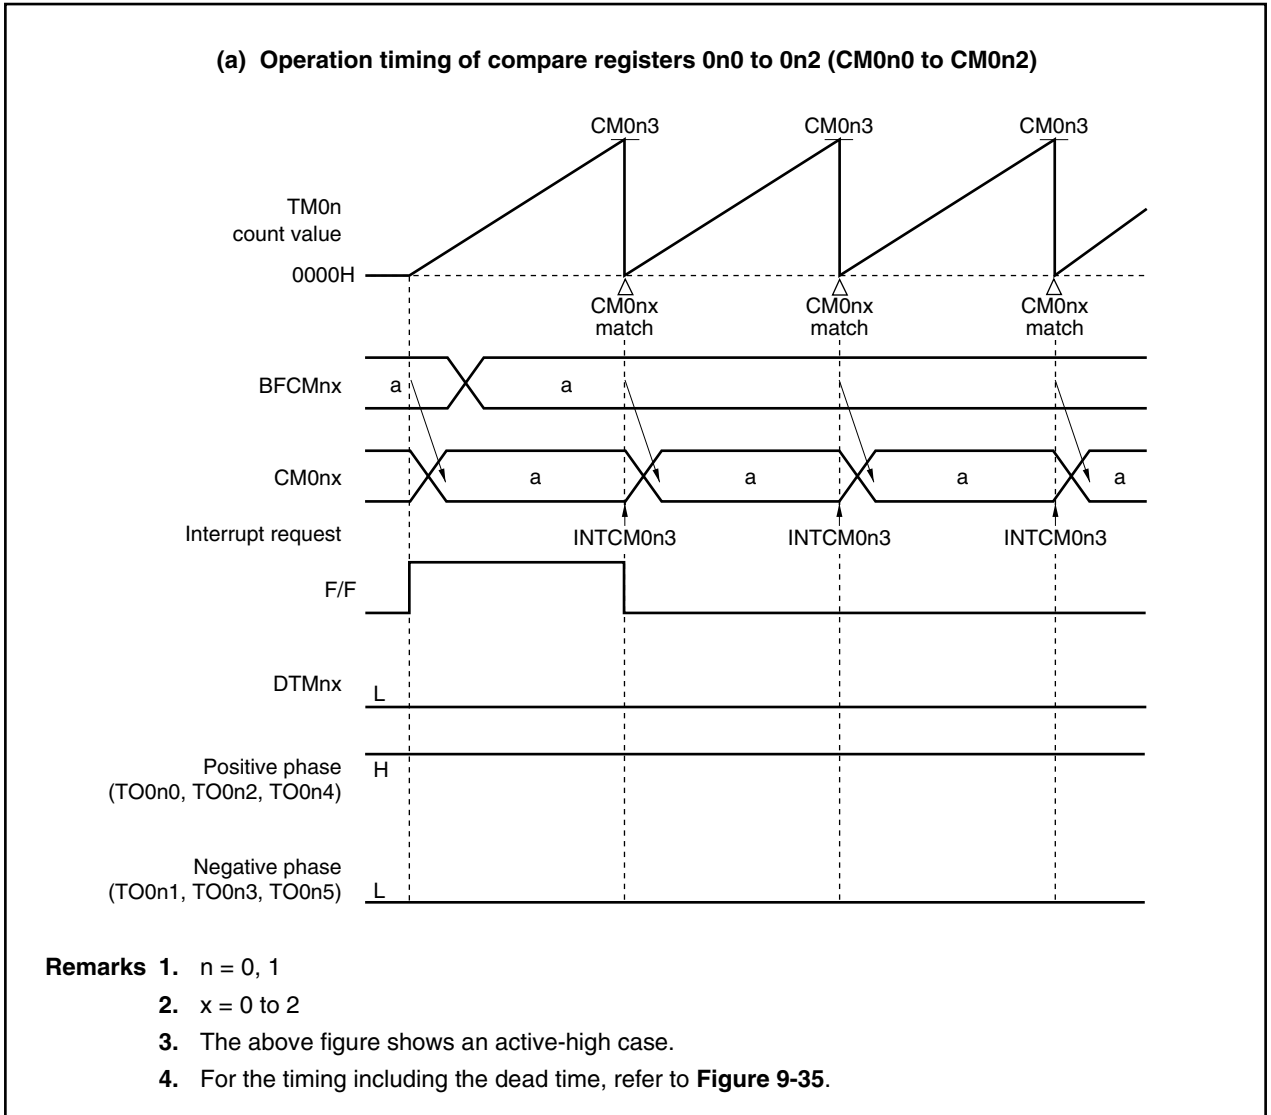 (a) Operation timing of compare registers 0n0 to 0n2 (CM0n0 to CM0n2)
CM0n3 CM0n3 CM0n3
TM0n
count value
0000H
CM0nx CM0nx CM0nx
match match match
BFCMnx a a
CM0nx a a a a
Interrupt request INTCM0n3 INTCM0n3 INTCM0n3
F/F
DTMnx L
Positive phase H
(TO0n0, TO0n2, TO0n4)
Negative phase
(TO0n1, TO0n3, TO0n5) L
Remarks 1. n = 0, 1
2. x = 0 to 2
3. The above figure shows an active-high case.
4. For the timing including the dead time, refer to Figure 9-35.